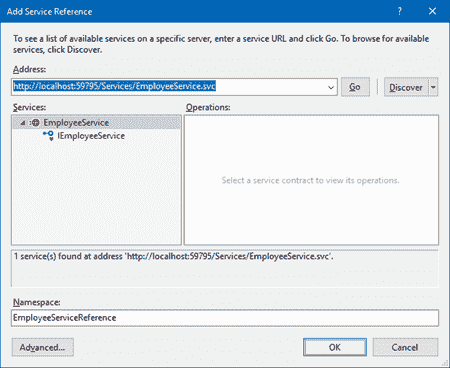 Add Service Reference
?
To see a list of available services on a specific server, enter a service URL and click Go. To browse for available
services, click Discover.
Address:
http://localhost:59795/Services/EmployeeService.svc
Go
Discover
Services:
Operations:
EmployeeService
IEmployeeService
Select a service contract to view its operations.
1 service(s) found at address 'http://localhost:59795/Services/EmployeeService.svc'.
Namespace:
EmployeeServiceReference
Advanced...
OK
Cancel